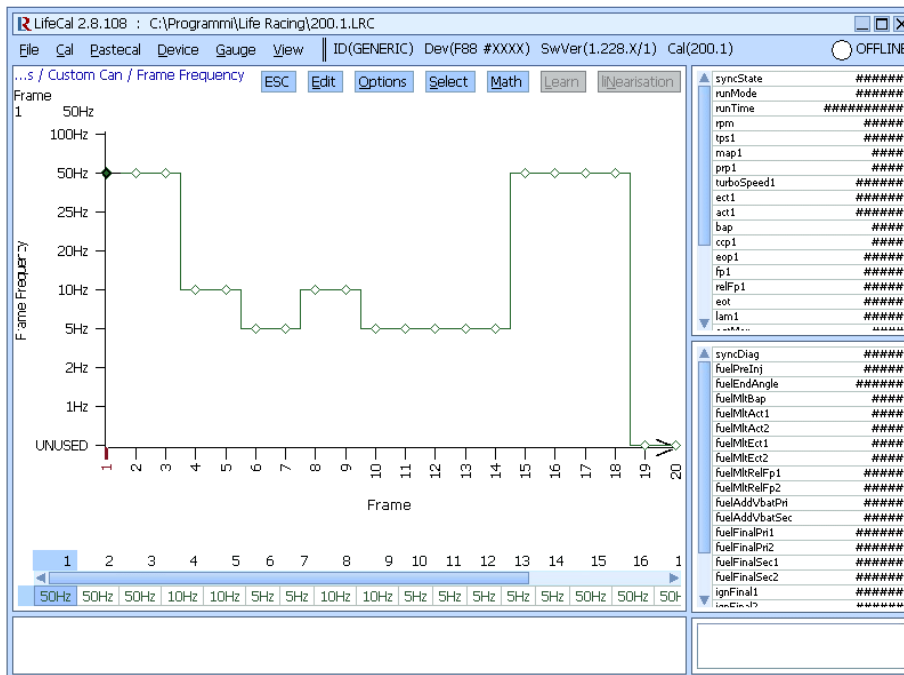 LifeCal 2.8.108 : C:\Programmi\Life Racing\200.1.LRC
File Cal Pastecal Device Gauge View ID(GENERIC) Dev(F88 #XXXX) SwVer(1.228.X/1) Cal(200.1) OFFLINE
...s / Custom Can / Frame Frequency ESC Edit Options Select Math Learn liNearisation
Frame
1 50Hz
100Hz
50Hz
25Hz
20Hz
10Hz
5Hz
2Hz
1Hz
UNUSED
Frame Frequency
1 2 3 4 5 6 7 8 9 10 11 12 13 14 15 16 17 18 19 20
Frame
1 2 3 4 5 6 7 8 9 10 11 12 13 14 15 16 1
50Hz 50Hz 50Hz 10Hz 10Hz 5Hz 5Hz 10Hz 10Hz 5Hz 5Hz 5Hz 5Hz 5Hz 50Hz 50Hz
syncState ######
runMode ######
runTime ##########
rpm #####
tps1 #####
map1 ####
prp1 ####
turboSpeed1 ######
ect1 ######
act1 ######
bap ####
ccp1 ####
eop1 ####
fp1 ####
relFp1 ####
eot ####
lam1 ####
syncDiag #####
fuelPreInj #####
fuelEndAngle ######
fuelMltBap ####
fuelMltAct1 ####
fuelMltAct2 ####
fuelMltEct1 ####
fuelMltEct2 ####
fuelMltRelFp1 ####
fuelMltRelFp2 ####
fuelAddVbatPri #####
fuelAddVbatSec #####
fuelFinalPri1 ######
fuelFinalPri2 ######
fuelFinalSec1 ######
fuelFinalSec2 ######
ignFinal1 ######
ignFinal2 ######